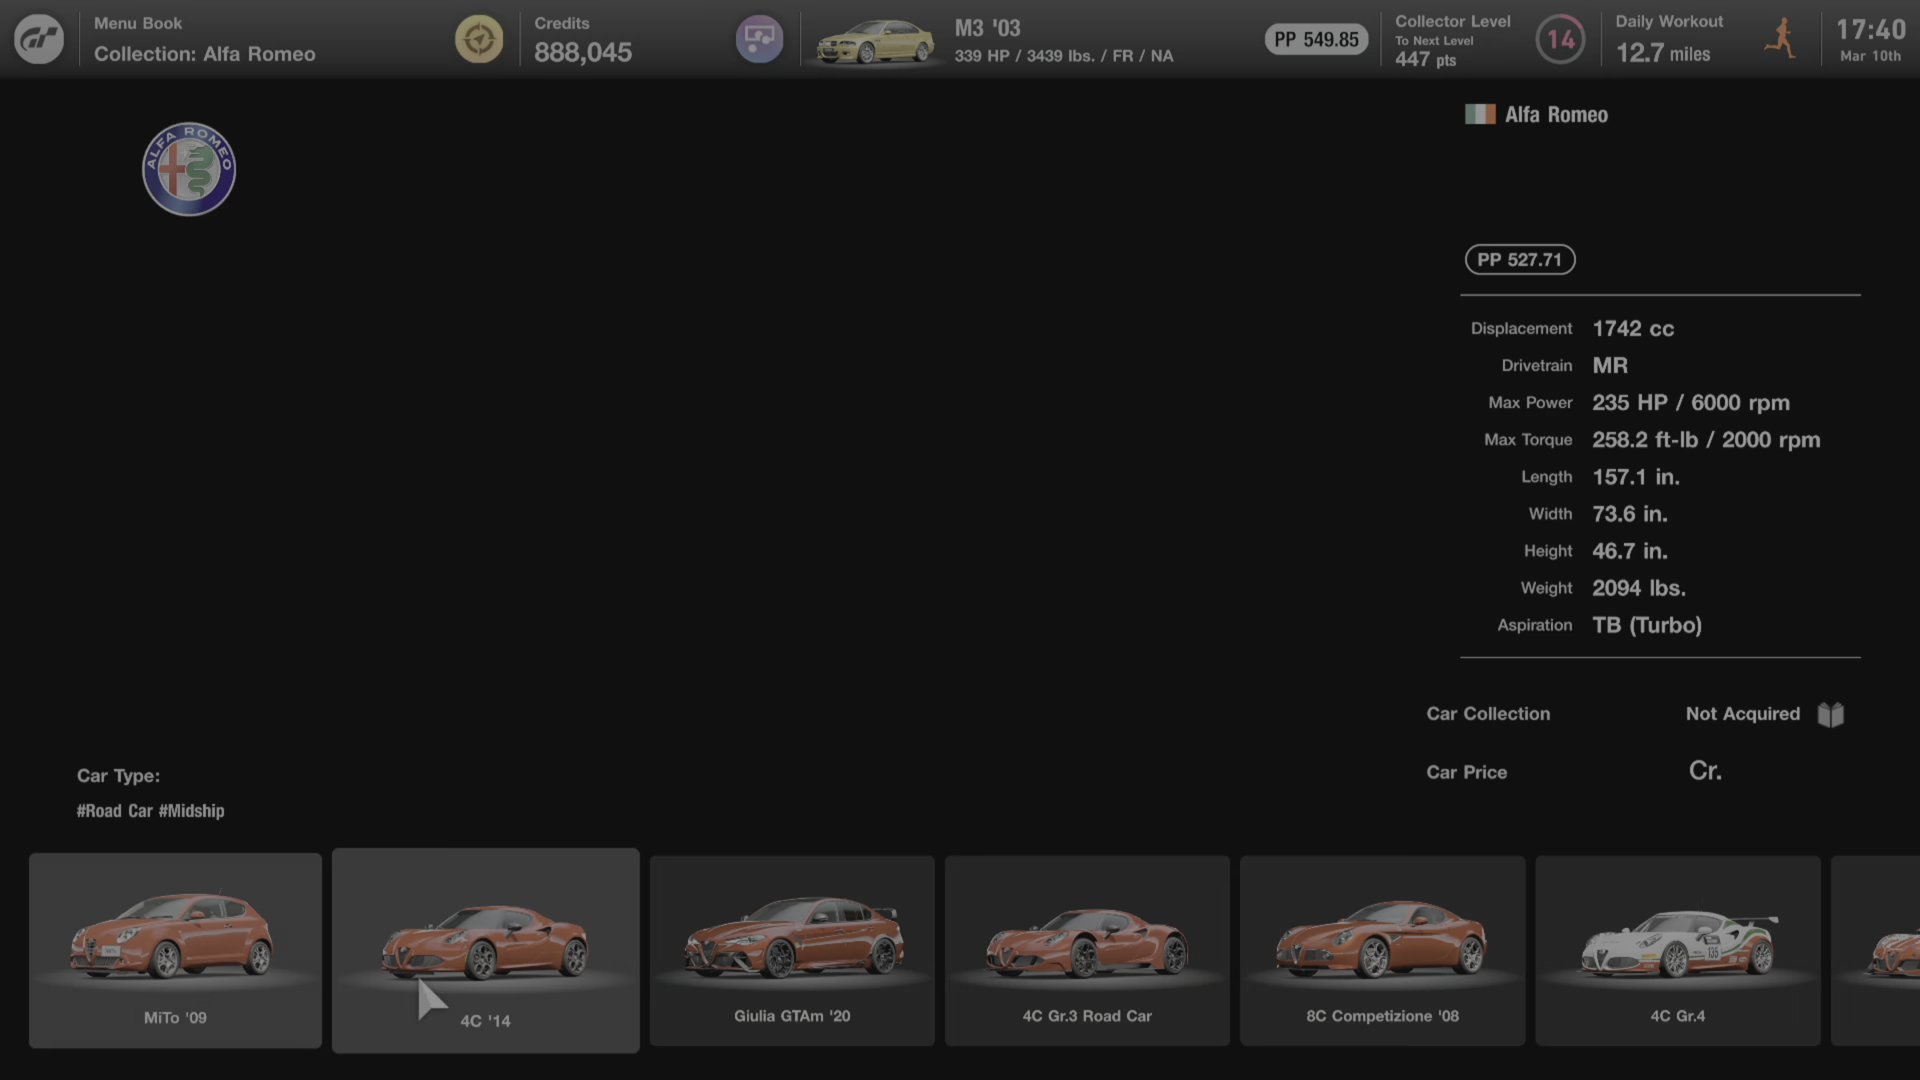 Menu Book
Collection: Alfa Romeo
Credits
888,045
M3 '03
339 HP / 3439 lbs. / FR / NA
PP 549.85
Collector Level
To Next Level
447 pts
14
Daily Workout
12.7 miles
17:40
Mar 10th
ALFA ROMEO
Alfa Romeo
PP 527.71
Displacement 1742 cc
Drivetrain MR
Max Power 235 HP / 6000 rpm
Max Torque 258.2 ft-lb / 2000 rpm
Length 157.1 in.
Width 73.6 in.
Height 46.7 in.
Weight 2094 lbs.
Aspiration TB (Turbo)
Car Collection Not Acquired
Car Price Cr.
Car Type:
#Road Car #Midship
135
MiTo '09
4C '14
Giulia GTAm '20
4C Gr.3 Road Car
8C Competizione '08
4C Gr.4